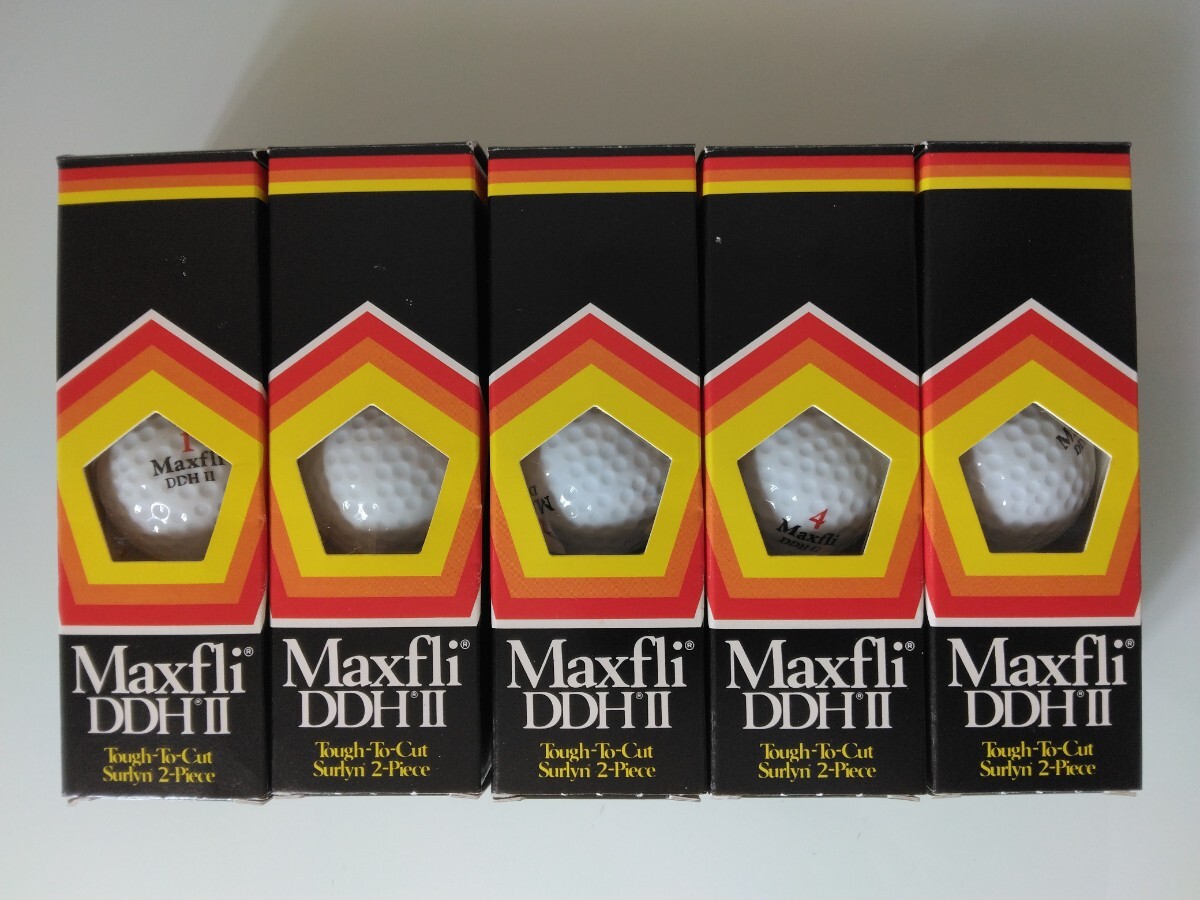 1
Maxfli
DDH II
4
Maxfli
DDH II
Maxfli®
DDH® II
Tough-To-Cut
Surlyn® 2-Piece
Maxfli®
DDH® II
Tough-To-Cut
Surlyn® 2-Piece
Maxfli®
DDH® II
Tough-To-Cut
Surlyn® 2-Piece
Maxfli®
DDH® II
Tough-To-Cut
Surlyn® 2-Piece
Maxfli®
DDH® II
Tough-To-Cut
Surlyn® 2-Piece